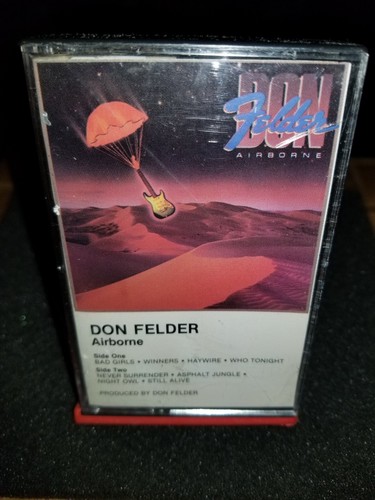 DON
Felder
AIRBORNE
DON FELDER
Airborne
Side One
BAD GIRLS • WINNERS • HAYWIRE • WHO TONIGHT
Side Two
NEVER SURRENDER • ASPHALT JUNGLE •
NIGHT OWL • STILL ALIVE
PRODUCED BY DON FELDER